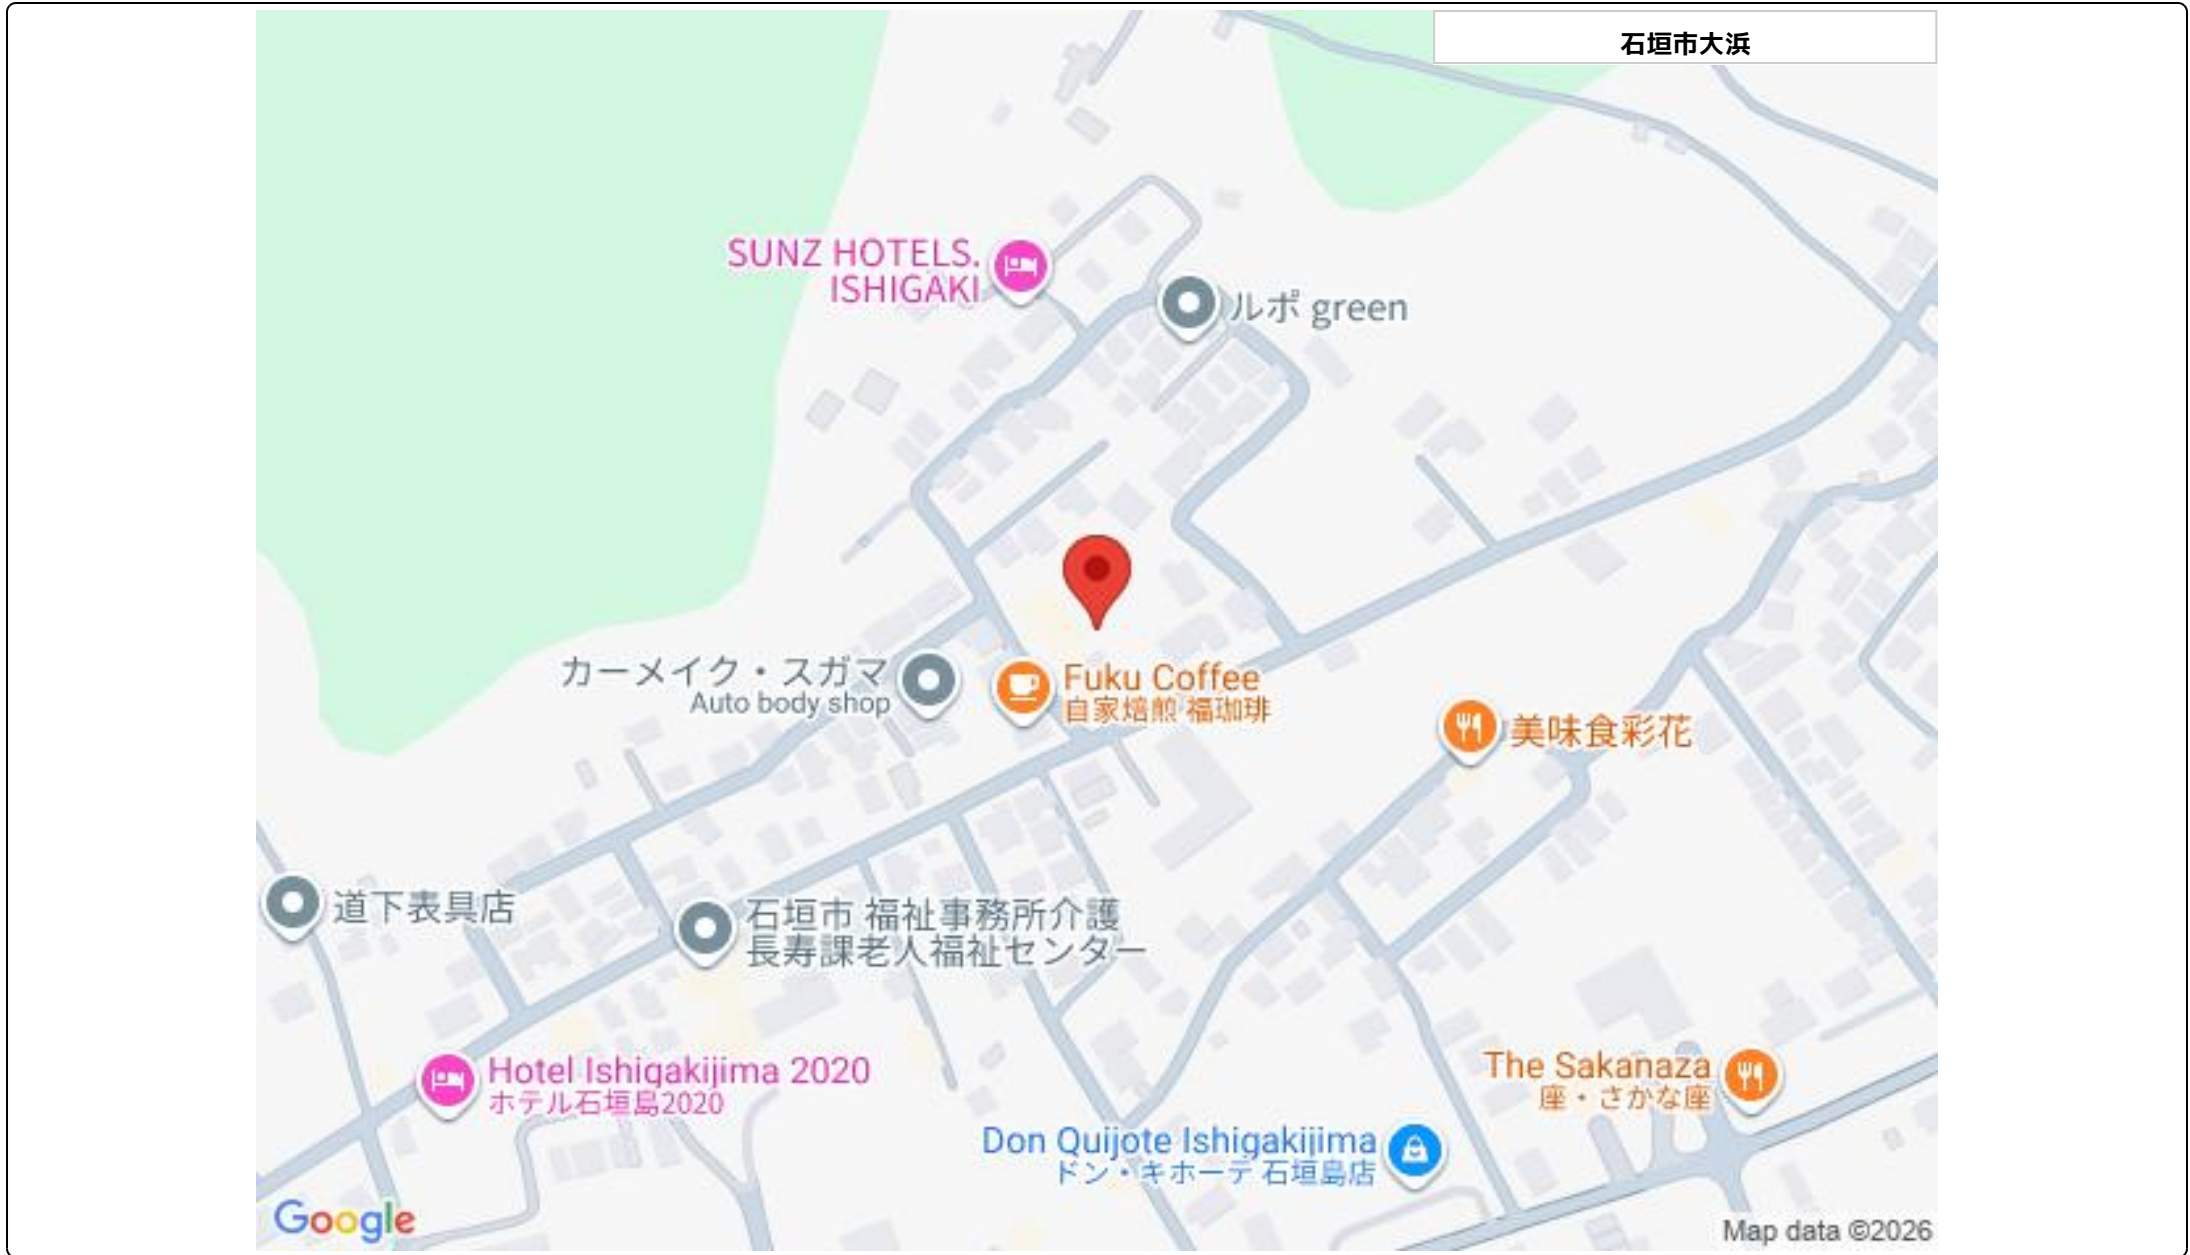 石垣市大浜
SUNZ HOTELS.
ISHIGAKI
ルポ green
カーメイク・スガマ
Auto body shop
Fuku Coffee
自家焙煎 福珈琲
美味食彩花
道下表具店
石垣市 福祉事務所介護
長寿課老人福祉センター
Hotel Ishigakijima 2020
ホテル石垣島2020
The Sakanaza
座・さかな座
Don Quijote Ishigakijima
ドン・キホーテ 石垣島店
Google
Map data ©2026